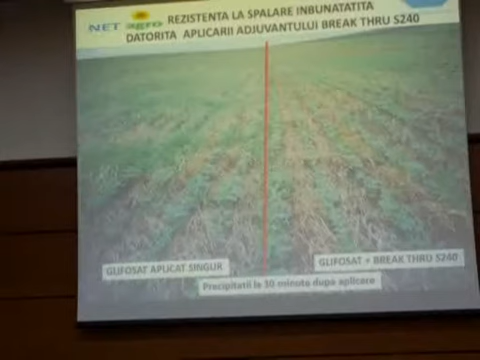 NET agro
REZISTENTA LA SPALARE INBUNATATITA
DATORITA APLICARII ADJUVANTULUI BREAK THRU S240
GLIFOSAT APLICAT SINGUR
GLIFOSAT + BREAK THRU S240
Precipitatii la 30 minute dupa aplicare